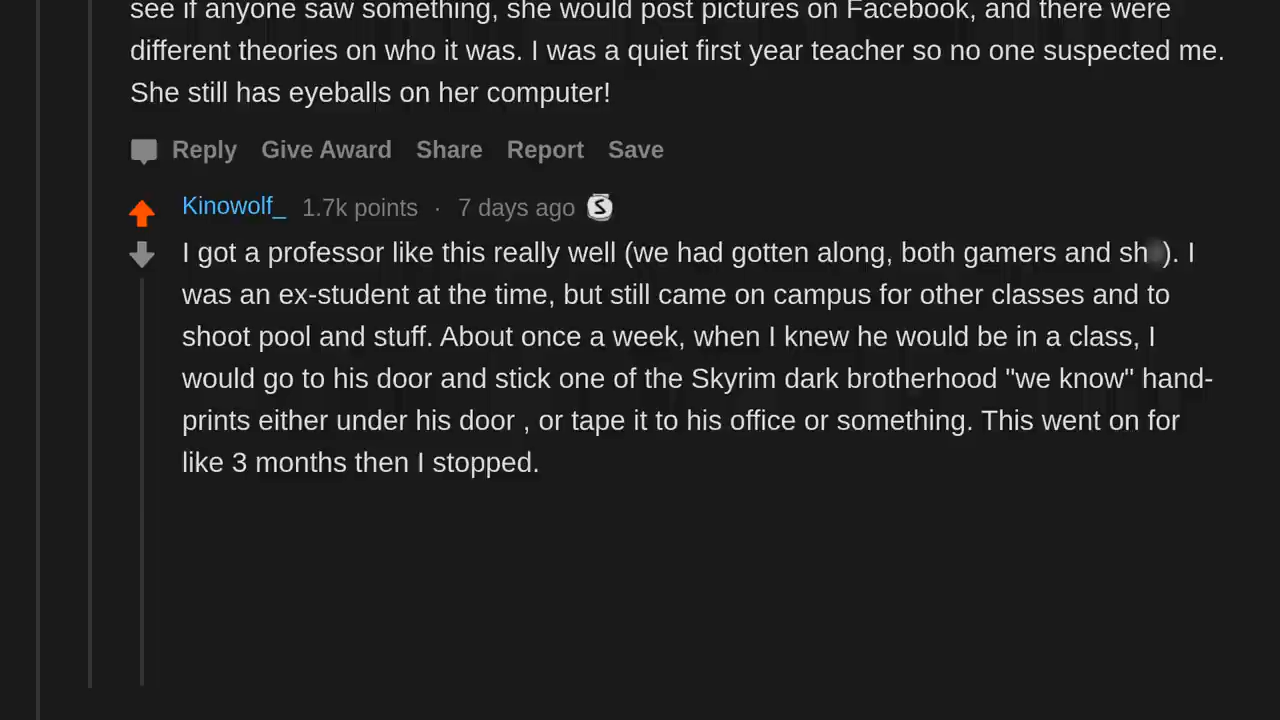 see if anyone saw something, she would post pictures on Facebook, and there were
different theories on who it was. I was a quiet first year teacher so no one suspected me.
She still has eyeballs on her computer!
Reply Give Award Share Report Save
Kinowolf_ 1.7k points · 7 days ago S
I got a professor like this really well (we had gotten along, both gamers and sh ). I
was an ex-student at the time, but still came on campus for other classes and to
shoot pool and stuff. About once a week, when I knew he would be in a class, I
would go to his door and stick one of the Skyrim dark brotherhood "we know" hand-
prints either under his door , or tape it to his office or something. This went on for
like 3 months then I stopped.